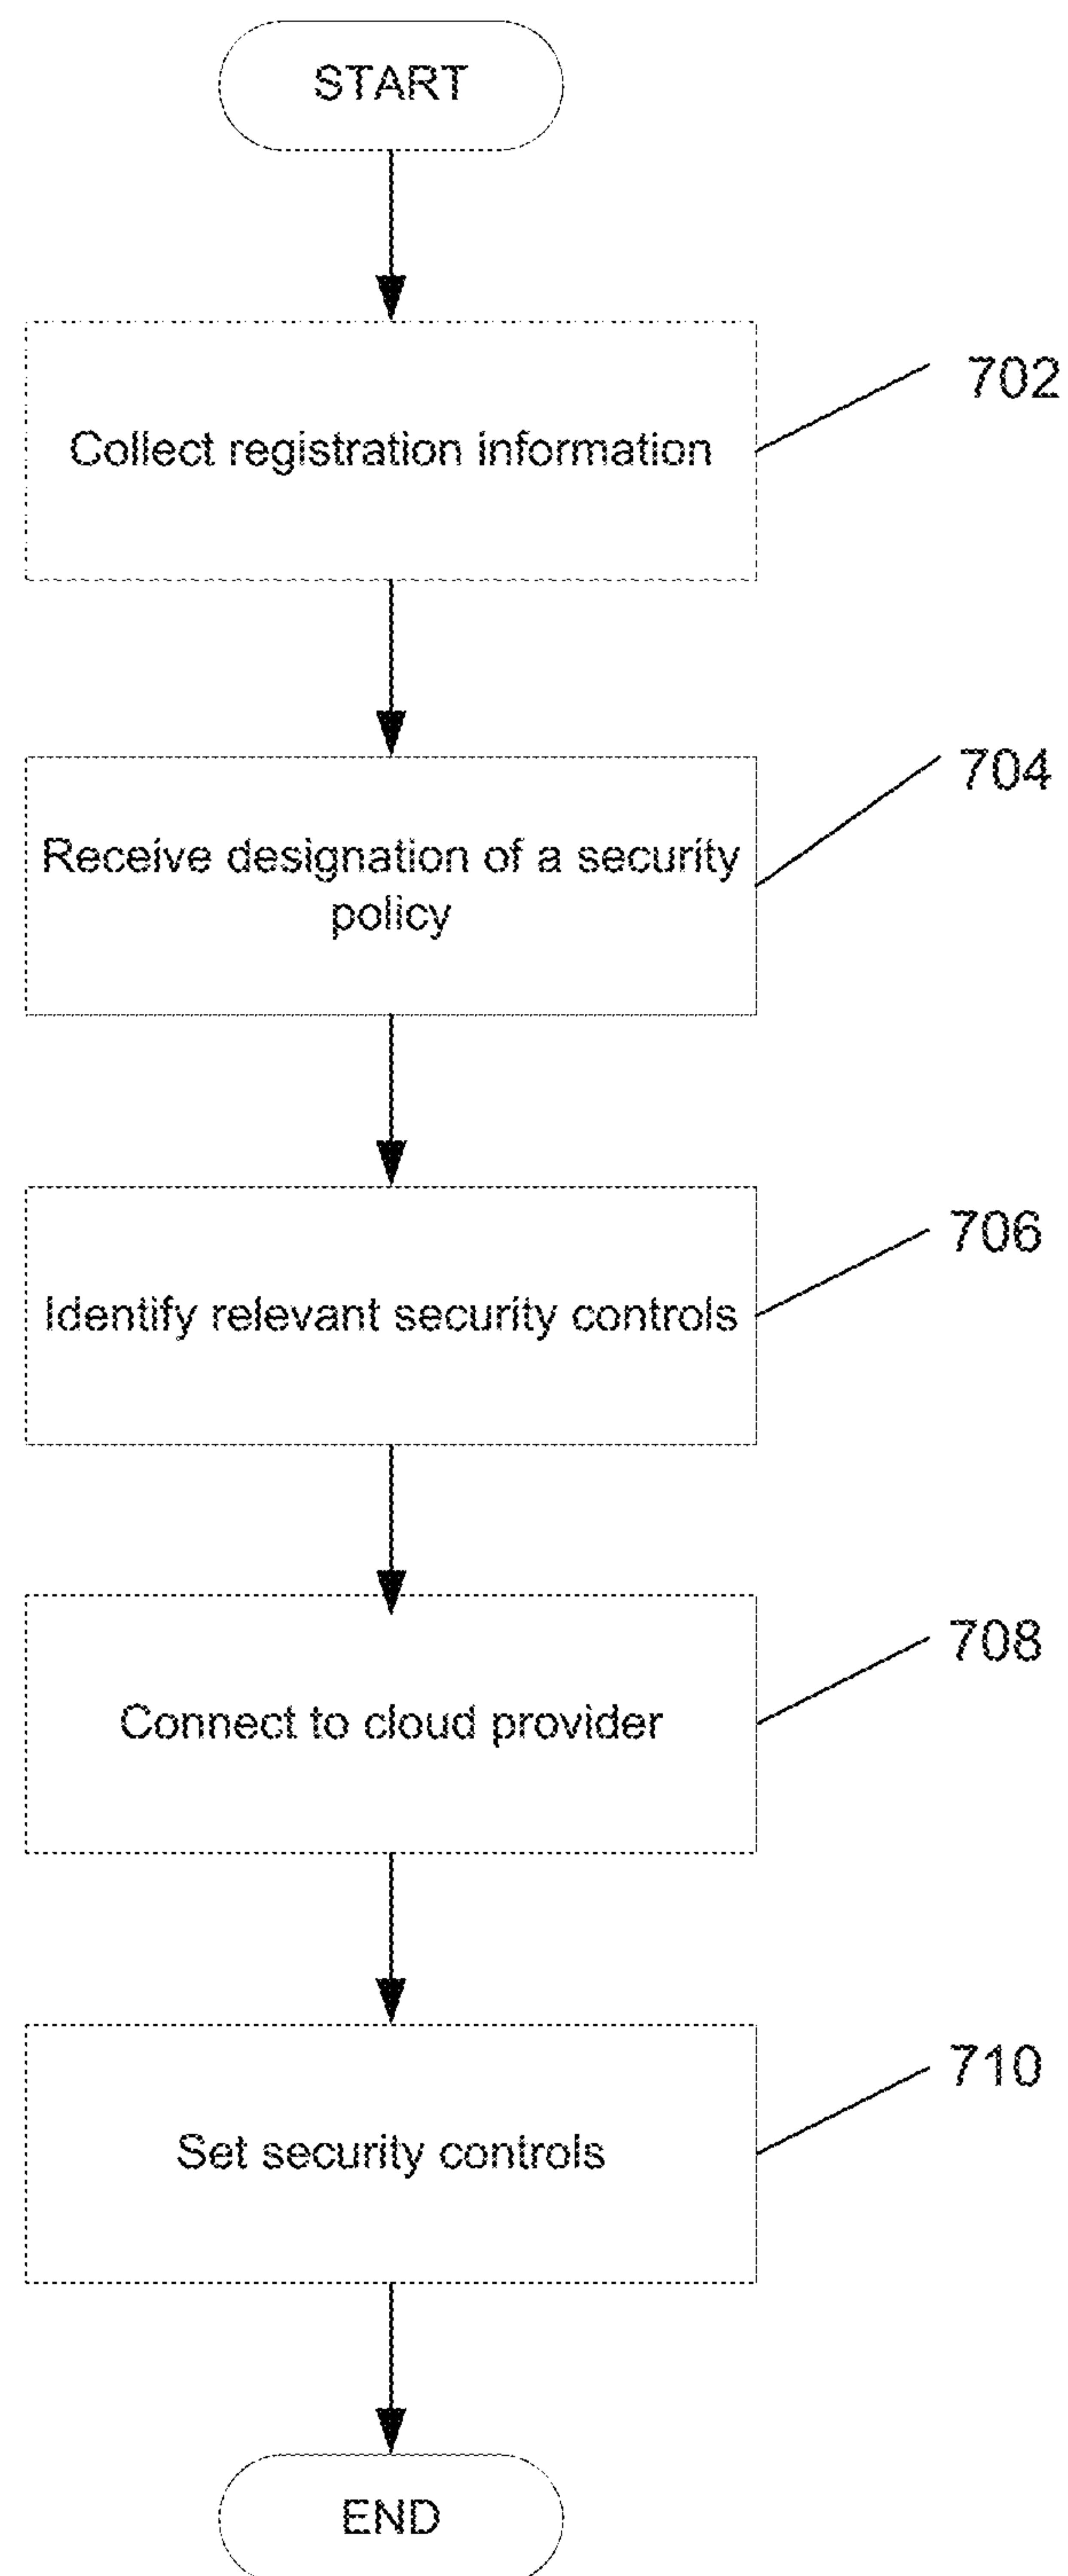 START
Collect registration information
702
Receive designation of a security
policy
704
Identify relevant security controls
706
Connect to cloud provider
708
Set security controls
710
END